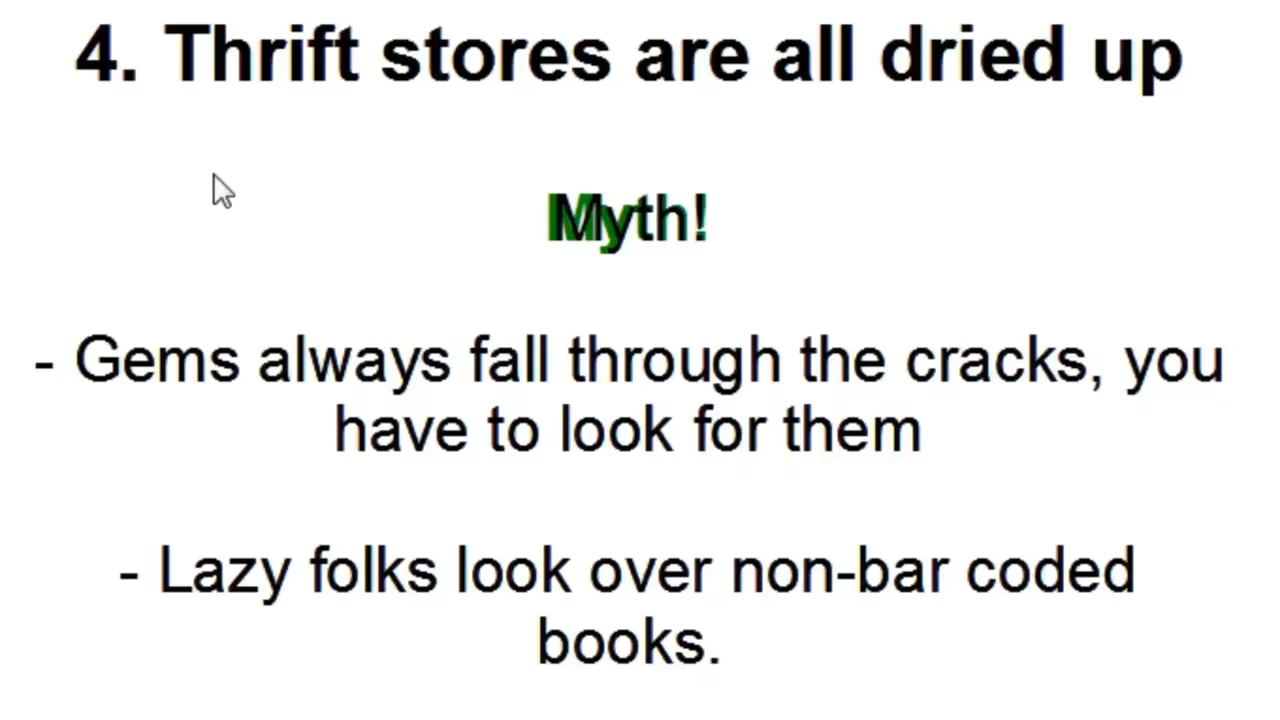 4. Thrift stores are all dried up
Myth!
- Gems always fall through the cracks, you
have to look for them
- Lazy folks look over non-bar coded
books.